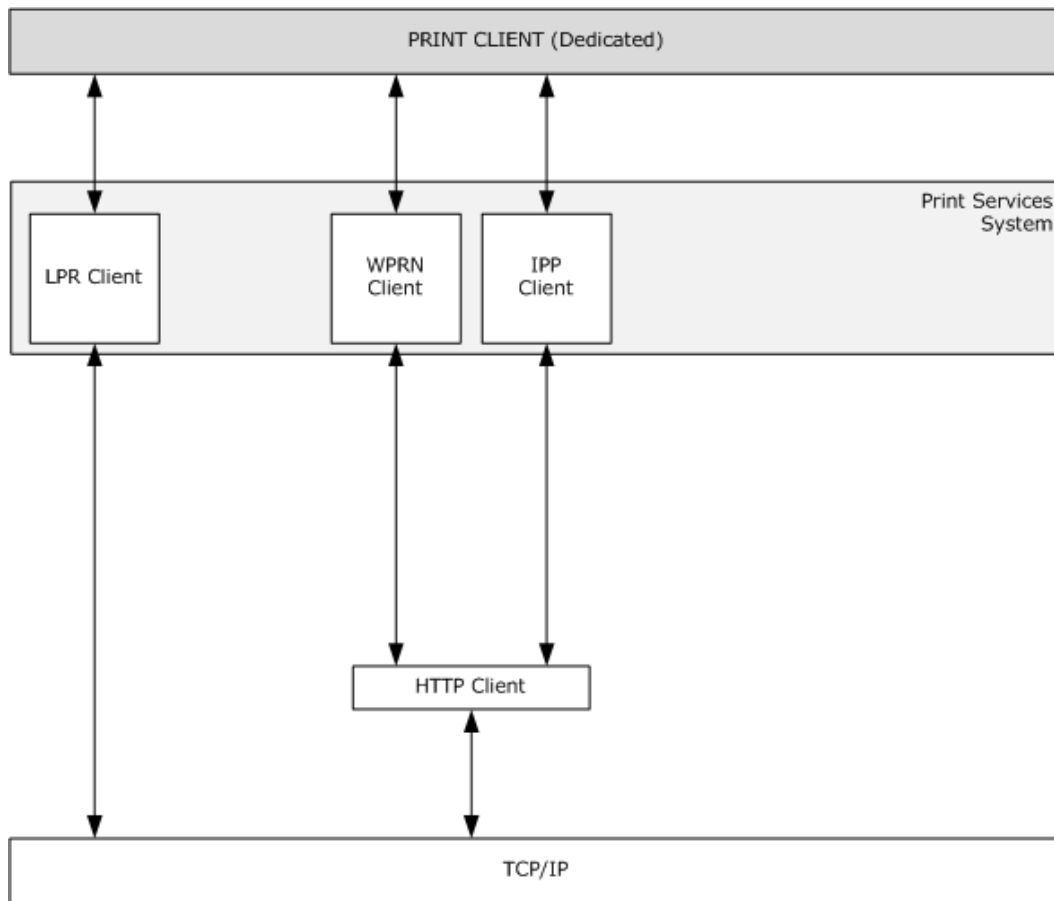 PRINT CLIENT (Dedicated)
Print Services
System
LPR Client
WPRN
Client
IPP
Client
HTTP Client
TCP/IP